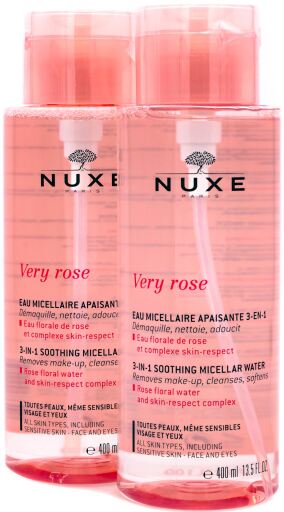 NUXE
PARIS
Very rose
EAU MICELLAIRE APAISANT
Démaquille, nettoie, adoucit
Eau florale de rose
et complexe skin-respect
3-IN-1 SOOTHING MICELLA
Removes make-up, cleanses,
Rose floral water
and skin-respect complex
TOUTES PEAUX, MÊME SENSIBLES
VISAGE ET YEUX
ALL SKIN TYPES, INCLUDING
SENSITIVE SKIN - FACE AND EYES
℮ 400 ml
NUXE
PARIS
Very rose
EAU MICELLAIRE APAISANTE 3-EN-1
Démaquille, nettoie, adoucit
Eau florale de rose
et complexe skin-respect
3-IN-1 SOOTHING MICELLAR WATER
Removes make-up, cleanses, softens
Rose floral water
and skin-respect complex
TOUTES PEAUX, MÊME SENSIBLES
VISAGE ET YEUX
ALL SKIN TYPES, INCLUDING
SENSITIVE SKIN - FACE AND EYES
℮ 400 ml 13.5 FL.OZ